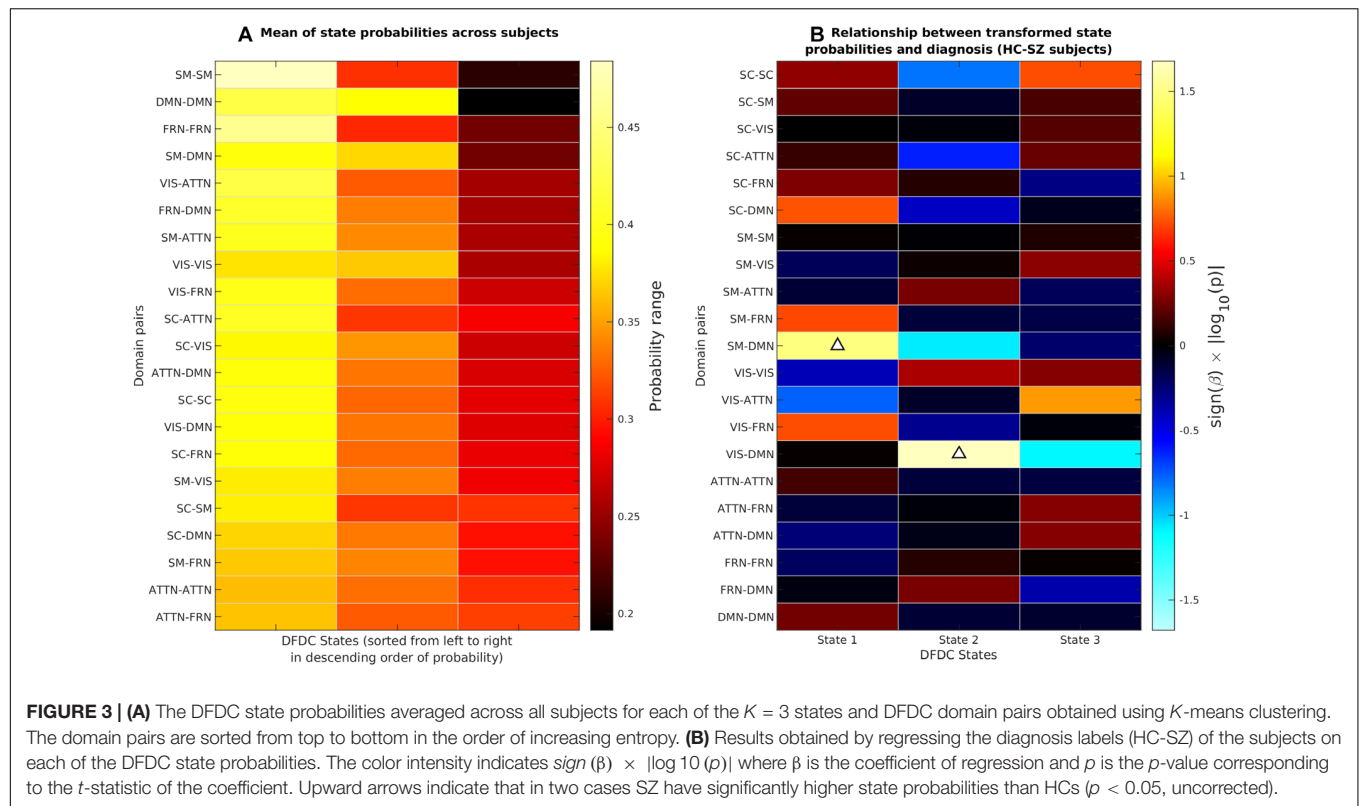 A Mean of state probabilities across subjects
SM-SM
DMN-DMN
FRN-FRN
SM-DMN
VIS-ATTN
FRN-DMN
SM-ATTN
VIS-VIS
VIS-FRN
SC-ATTN
SC-VIS
ATTN-DMN
SC-SC
VIS-DMN
SC-FRN
SM-VIS
SC-SM
SC-DMN
SM-FRN
ATTN-ATTN
ATTN-FRN
Domain pairs
DFDC States (sorted from left to right
in descending order of probability)
0.45
0.4
0.35
0.3
0.25
0.2
Probability range
B Relationship between transformed state
probabilities and diagnosis (HC-SZ subjects)
SC-SC
SC-SM
SC-VIS
SC-ATTN
SC-FRN
SC-DMN
SM-SM
SM-VIS
SM-ATTN
SM-FRN
SM-DMN
VIS-VIS
VIS-ATTN
VIS-FRN
VIS-DMN
ATTN-ATTN
ATTN-FRN
ATTN-DMN
FRN-FRN
FRN-DMN
DMN-DMN
Domain pairs
State 1 State 2 State 3
DFDC States
1.5
1
0.5
0
-0.5
-1
-1.5
sign(β) × |log10(p)|
FIGURE 3 | (A) The DFDC state probabilities averaged across all subjects for each of the K = 3 states and DFDC domain pairs obtained using K-means clustering.
The domain pairs are sorted from top to bottom in the order of increasing entropy. (B) Results obtained by regressing the diagnosis labels (HC-SZ) of the subjects on
each of the DFDC state probabilities. The color intensity indicates sign (β) × |log 10 (p)| where β is the coefficient of regression and p is the p-value corresponding
to the t-statistic of the coefficient. Upward arrows indicate that in two cases SZ have significantly higher state probabilities than HCs (p < 0.05, uncorrected).